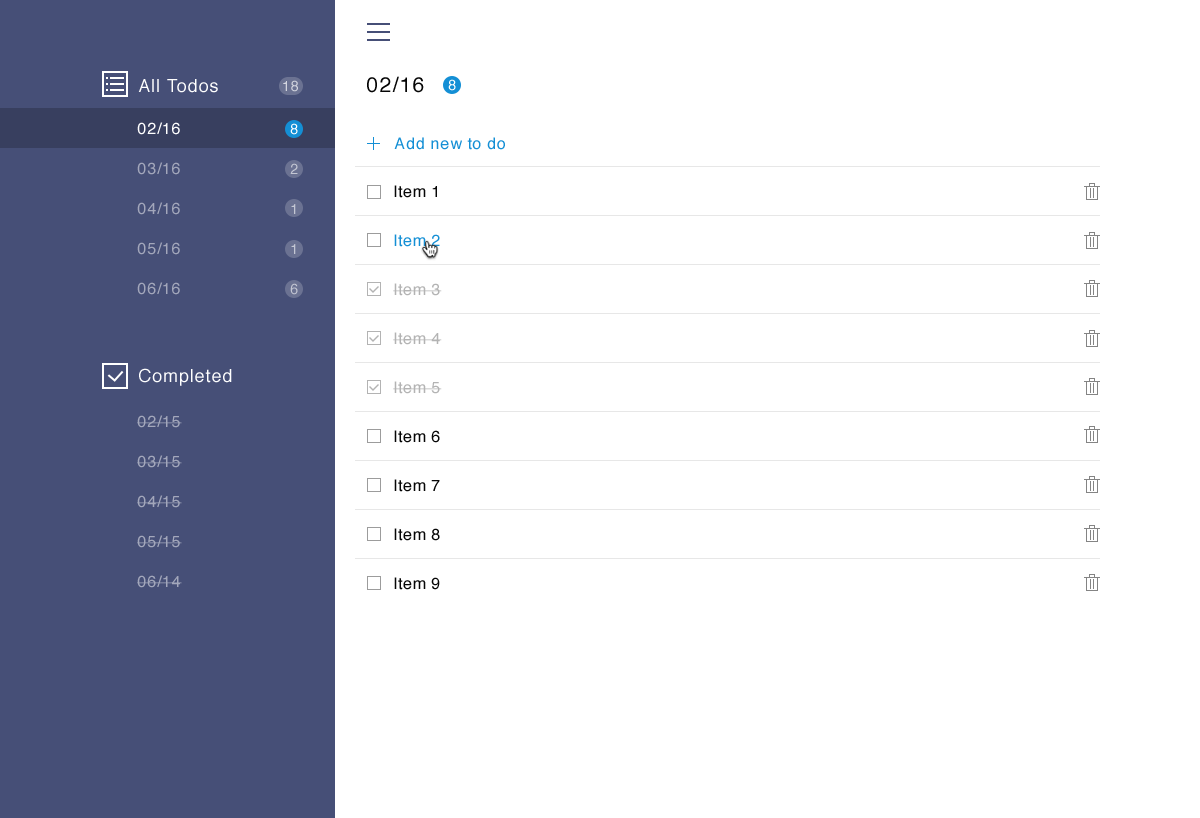 All Todos 18
02/16 8
03/16 2
04/16 1
05/16 1
06/16 6
Completed
02/15
03/15
04/15
05/15
06/14
02/16 8
Add new to do
Item 1
Item 2
Item 3
Item 4
Item 5
Item 6
Item 7
Item 8
Item 9